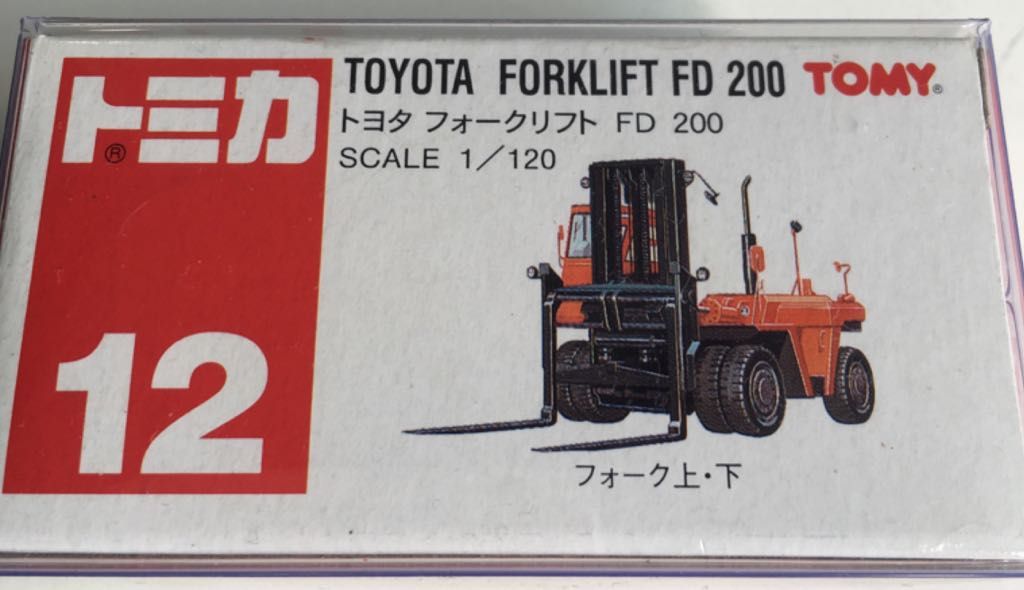 トミカ®
12
TOYOTA FORKLIFT FD 200 TOMY®
トヨタ フォークリフト FD 200
SCALE 1/120
フォーク上・下